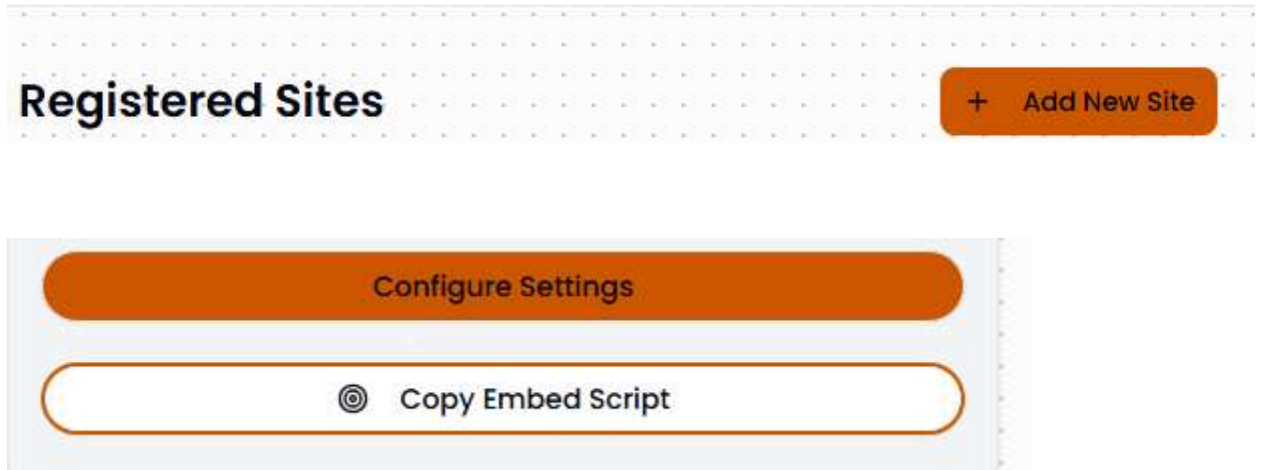 Registered Sites
+ Add New Site
Configure Settings
Copy Embed Script